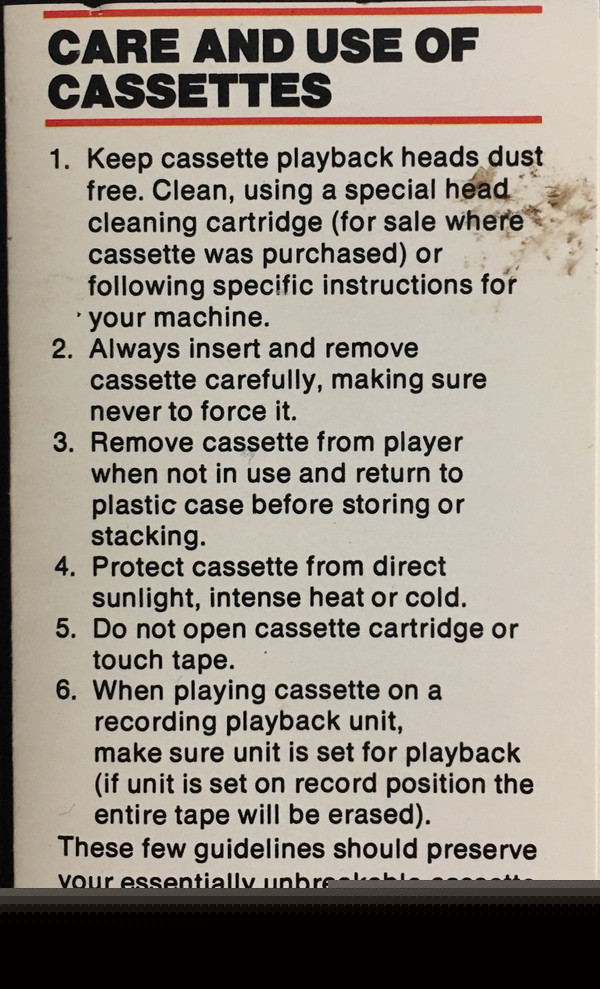 CARE AND USE OF
CASSETTES
1. Keep cassette playback heads dust
free. Clean, using a special head
cleaning cartridge (for sale where
cassette was purchased) or
following specific instructions for
your machine.
2. Always insert and remove
cassette carefully, making sure
never to force it.
3. Remove cassette from player
when not in use and return to
plastic case before storing or
stacking.
4. Protect cassette from direct
sunlight, intense heat or cold.
5. Do not open cassette cartridge or
touch tape.
6. When playing cassette on a
recording playback unit,
make sure unit is set for playback
(if unit is set on record position the
entire tape will be erased).
These few guidelines should preserve
your essentially unbreakable cassette